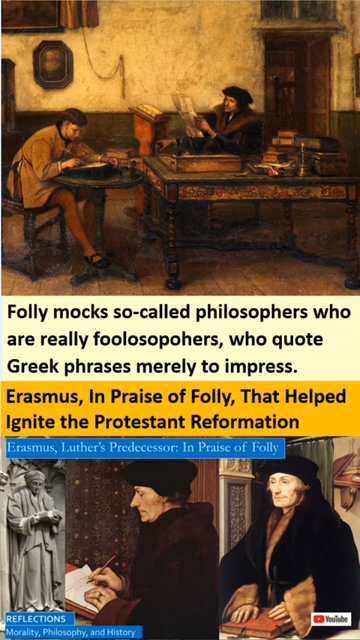 Folly mocks so-called philosophers who
are really foolosopohers, who quote
Greek phrases merely to impress.
Erasmus, In Praise of Folly, That Helped
Ignite the Protestant Reformation
Erasmus, Luther's Predecessor: In Praise of Folly
REFLECTIONS
Morality, Philosophy, and History
YouTube